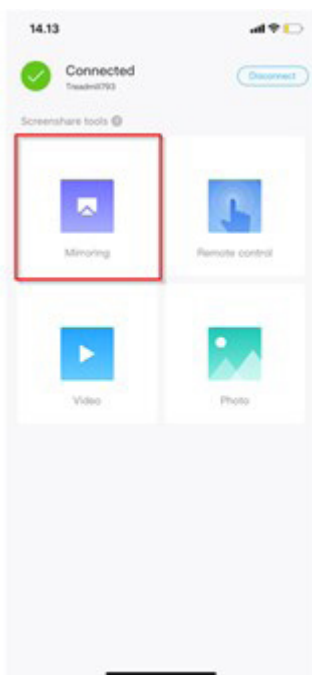 14.13
Connected
Disconnect
Treadmill793
Screenshare tools
Mirroring
Remote control
Video
Photo